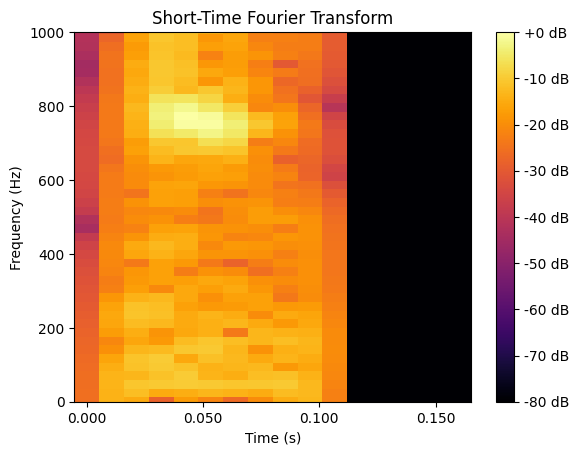 Short-Time Fourier Transform
1000
800
600
400
200
0
Frequency (Hz)
0.000
0.050
0.100
0.150
Time (s)
+0 dB
-10 dB
-20 dB
-30 dB
-40 dB
-50 dB
-60 dB
-70 dB
-80 dB